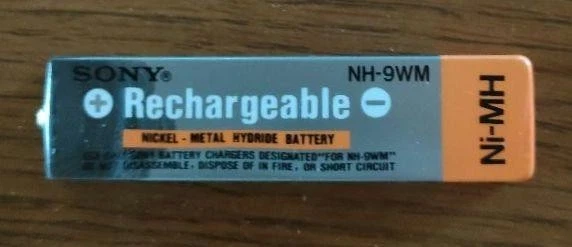 SONY® NH-9WM
+ Rechargeable −
NICKEL - METAL HYDRIDE BATTERY
BATTERY CHARGERS DESIGNATED "FOR NH-9WM"
NOT DISASSEMBLE, DISPOSE OF IN FIRE, OR SHORT CIRCUIT
Ni-MH